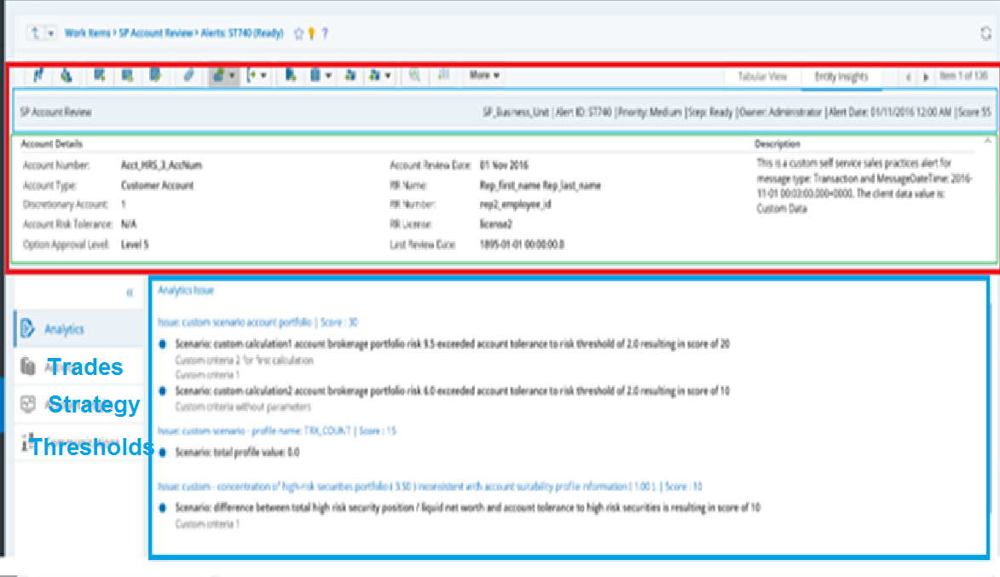 Work Items > SP Account Review > Alerts: ST740 (Ready) ?
More Tabular View Entity Insights Item 1 of 136
SP Account Review SP_Business_Unit | Alert ID: ST740 | Priority: Medium | Step: Ready | Owner: Administrator | Alert Date: 01/11/2016 12:00 AM | Score 55
Account Details Description
Account Number: Acct_HRS_3_AccNum Account Review Date: 01 Nov 2016 This is a custom self service sales practices alert for
Account Type: Customer Account RR Name: Rep_first_name Rep_last_name message type: Transaction and MessageDateTime: 2016-
Discretionary Account: 1 RR Number: rep2_employee_id 11-01 00:03:00.000+0000. The client data value is:
Account Risk Tolerance: N/A RR License: license2 Custom Data
Option Approval Level: Level 5 Last Review Date: 1895-01-01 00:00:00.0
«
Analytics
Trades
Strategy
Thresholds
Analytics Issue
Issue: custom scenario account portfolio | Score : 30
Scenario: custom calculation1 account brokerage portfolio risk 9.5 exceeded account tolerance to risk threshold of 2.0 resulting in score of 20
Custom criteria 2 for first calculation
Custom criteria 1
Scenario: custom calculation2 account brokerage portfolio risk 6.0 exceeded account tolerance to risk threshold of 2.0 resulting in score of 10
Custom criteria without parameters
Issue: custom scenario - profile name: TRX_COUNT | Score : 15
Scenario: total profile value: 0.0
Issue: custom - concentration of high-risk securities portfolio ( 3.50 ) inconsistent with account suitability profile information ( 1.00 ). | Score : 10
Scenario: difference between total high risk security position / liquid net worth and account tolerance to high risk securities is resulting in score of 10
Custom criteria 1